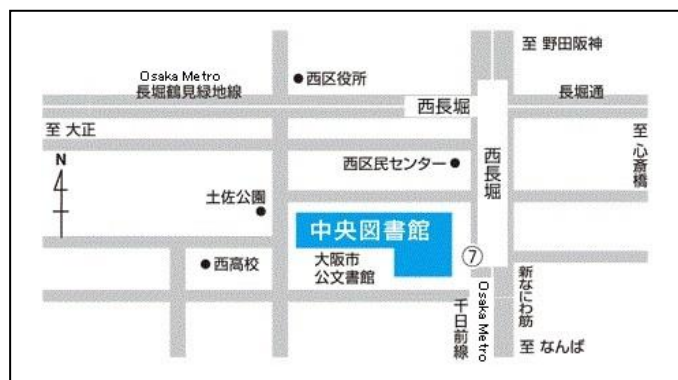 至 野田阪神
Osaka Metro
長堀鶴見緑地線
西区役所
西長堀
長堀通
至 大正
至 心斎橋
N
西区民センター
西長堀
土佐公園
中央図書館
大阪市
公文書館
西高校
⑦
千日前線
Osaka Metro
新なにわ筋
至 なんば